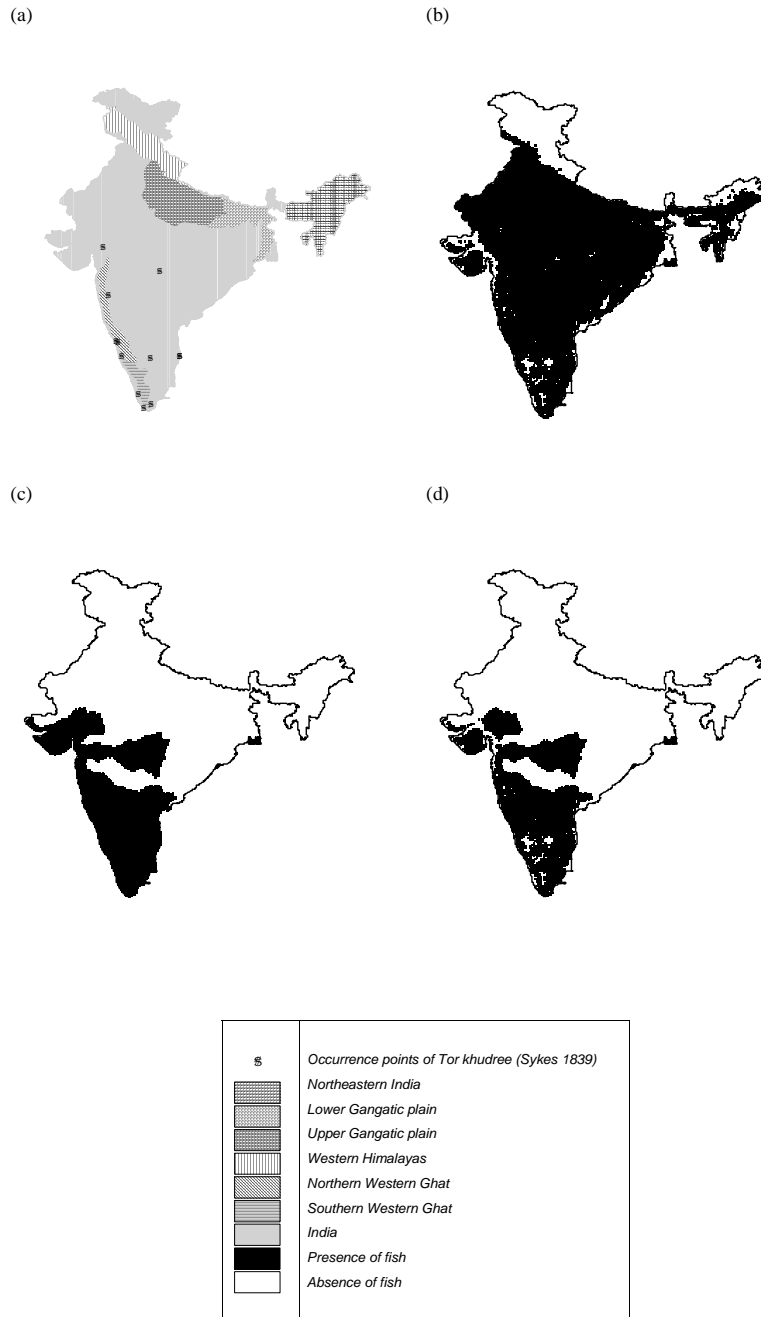 (a)
(b)
(c)
(d)
Occurrence points of Tor khudree (Sykes 1839)
Northeastern India
Lower Gangatic plain
Upper Gangatic plain
Western Himalayas
Northern Western Ghat
Southern Western Ghat
India
Presence of fish
Absence of fish